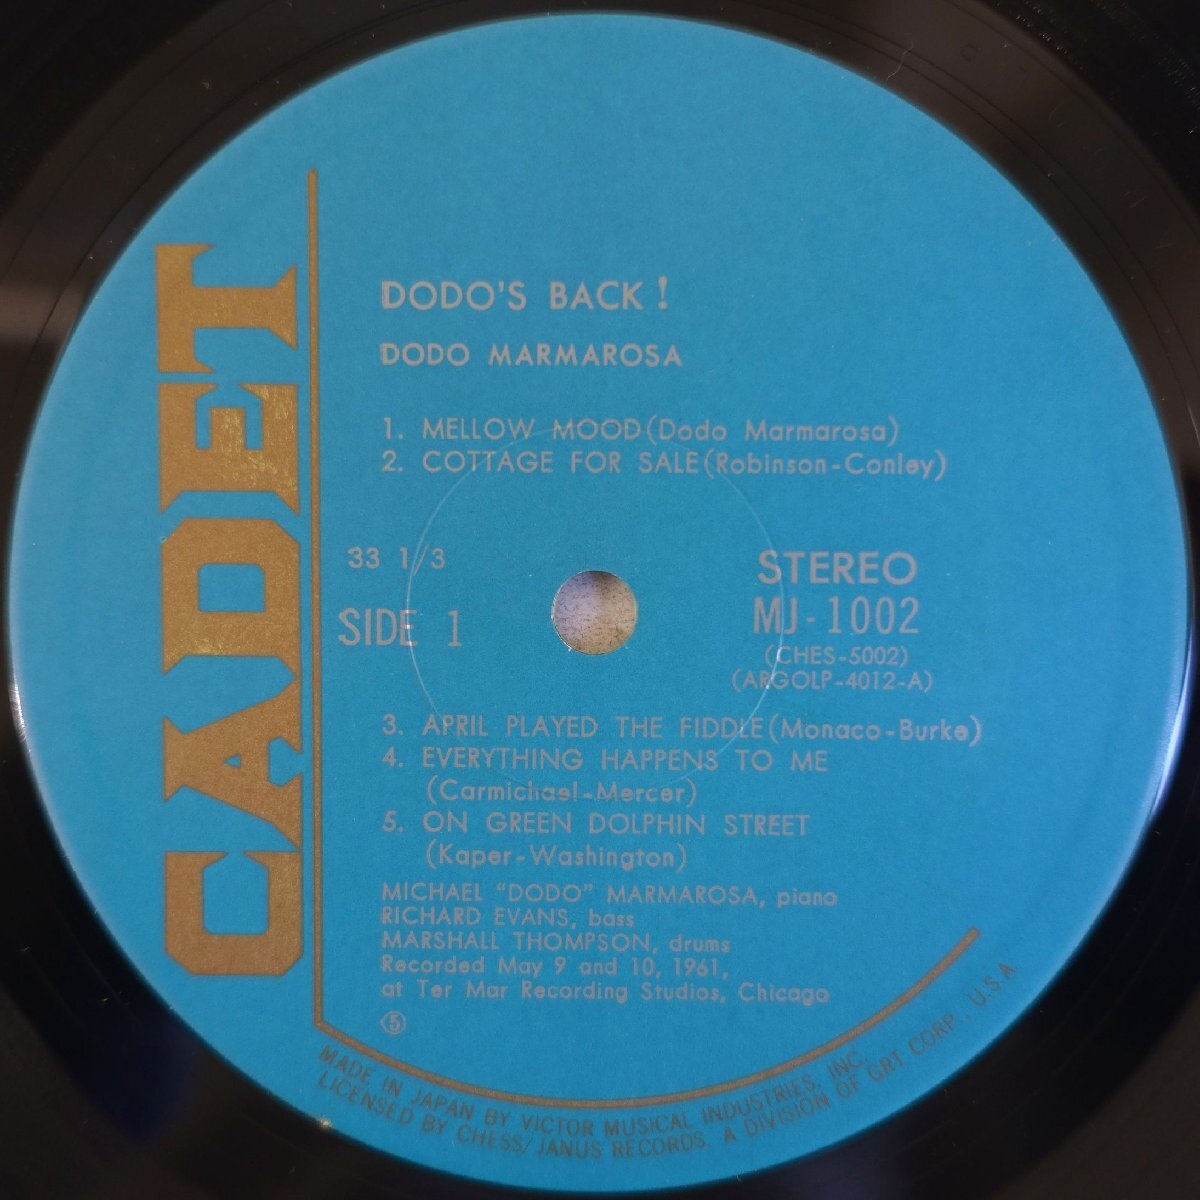 CADET
DODO'S BACK!
DODO MARMAROSA
1. MELLOW MOOD(Dodo Marmarosa)
2. COTTAGE FOR SALE(Robinson-Conley)
33 1/3
SIDE 1
STEREO
MJ-1002
(CHES-5002)
(ARGOLP-4012-A)
3. APRIL PLAYED THE FIDDLE(Monaco-Burke)
4. EVERYTHING HAPPENS TO ME
(Carmichael-Mercer)
5. ON GREEN DOLPHIN STREET
(Kaper-Washington)
MICHAEL "DODO" MARMAROSA, piano
RICHARD EVANS, bass
MARSHALL THOMPSON, drums
Recorded May 9 and 10, 1961,
at Ter Mar Recording Studios, Chicago
5
MADE IN JAPAN BY VICTOR MUSICAL INDUSTRIES, INC.
LICENSED BY CHESS/JANUS RECORDS, A DIVISION OF GRT CORP., U.S.A.